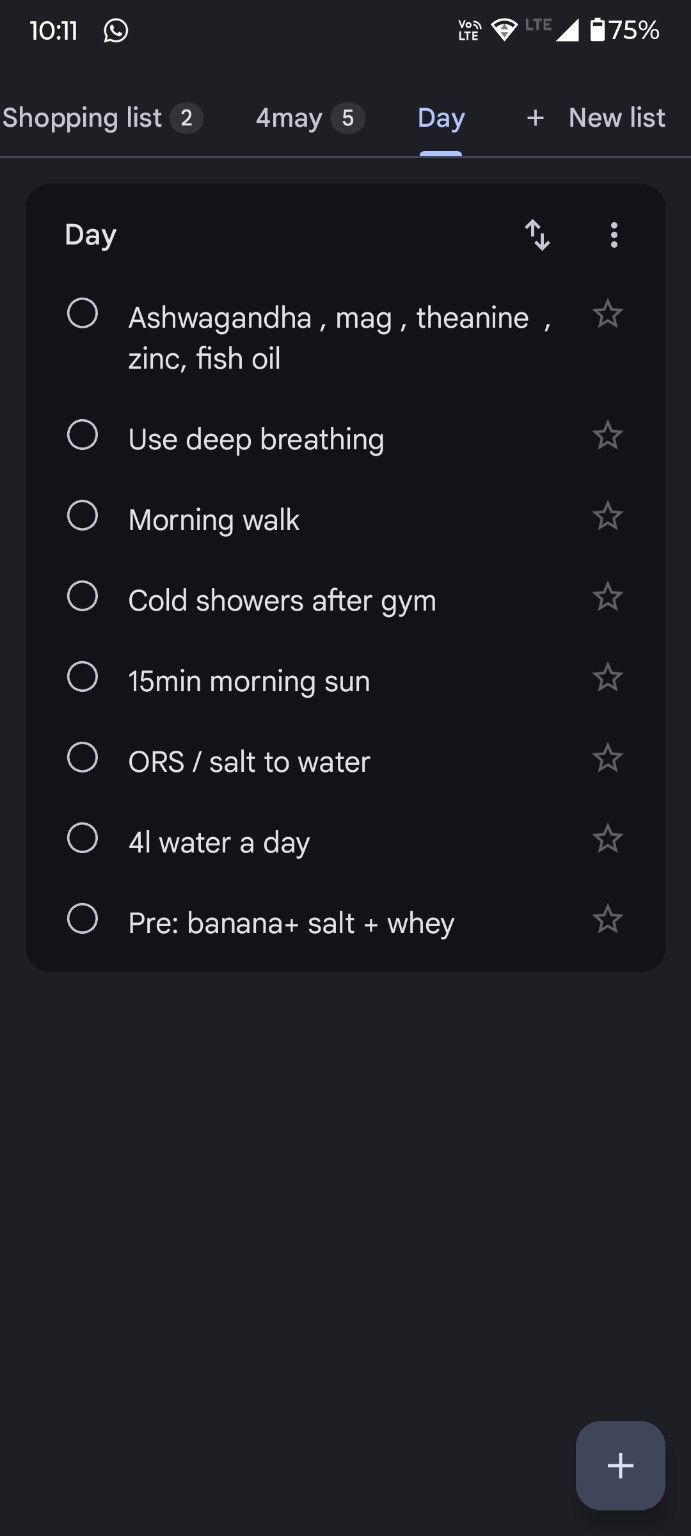 10:11
Vo LTE LTE 75%
Shopping list 2 4may 5 Day + New list
Day
Ashwagandha , mag , theanine ,
zinc, fish oil
Use deep breathing
Morning walk
Cold showers after gym
15min morning sun
ORS / salt to water
4l water a day
Pre: banana+ salt + whey